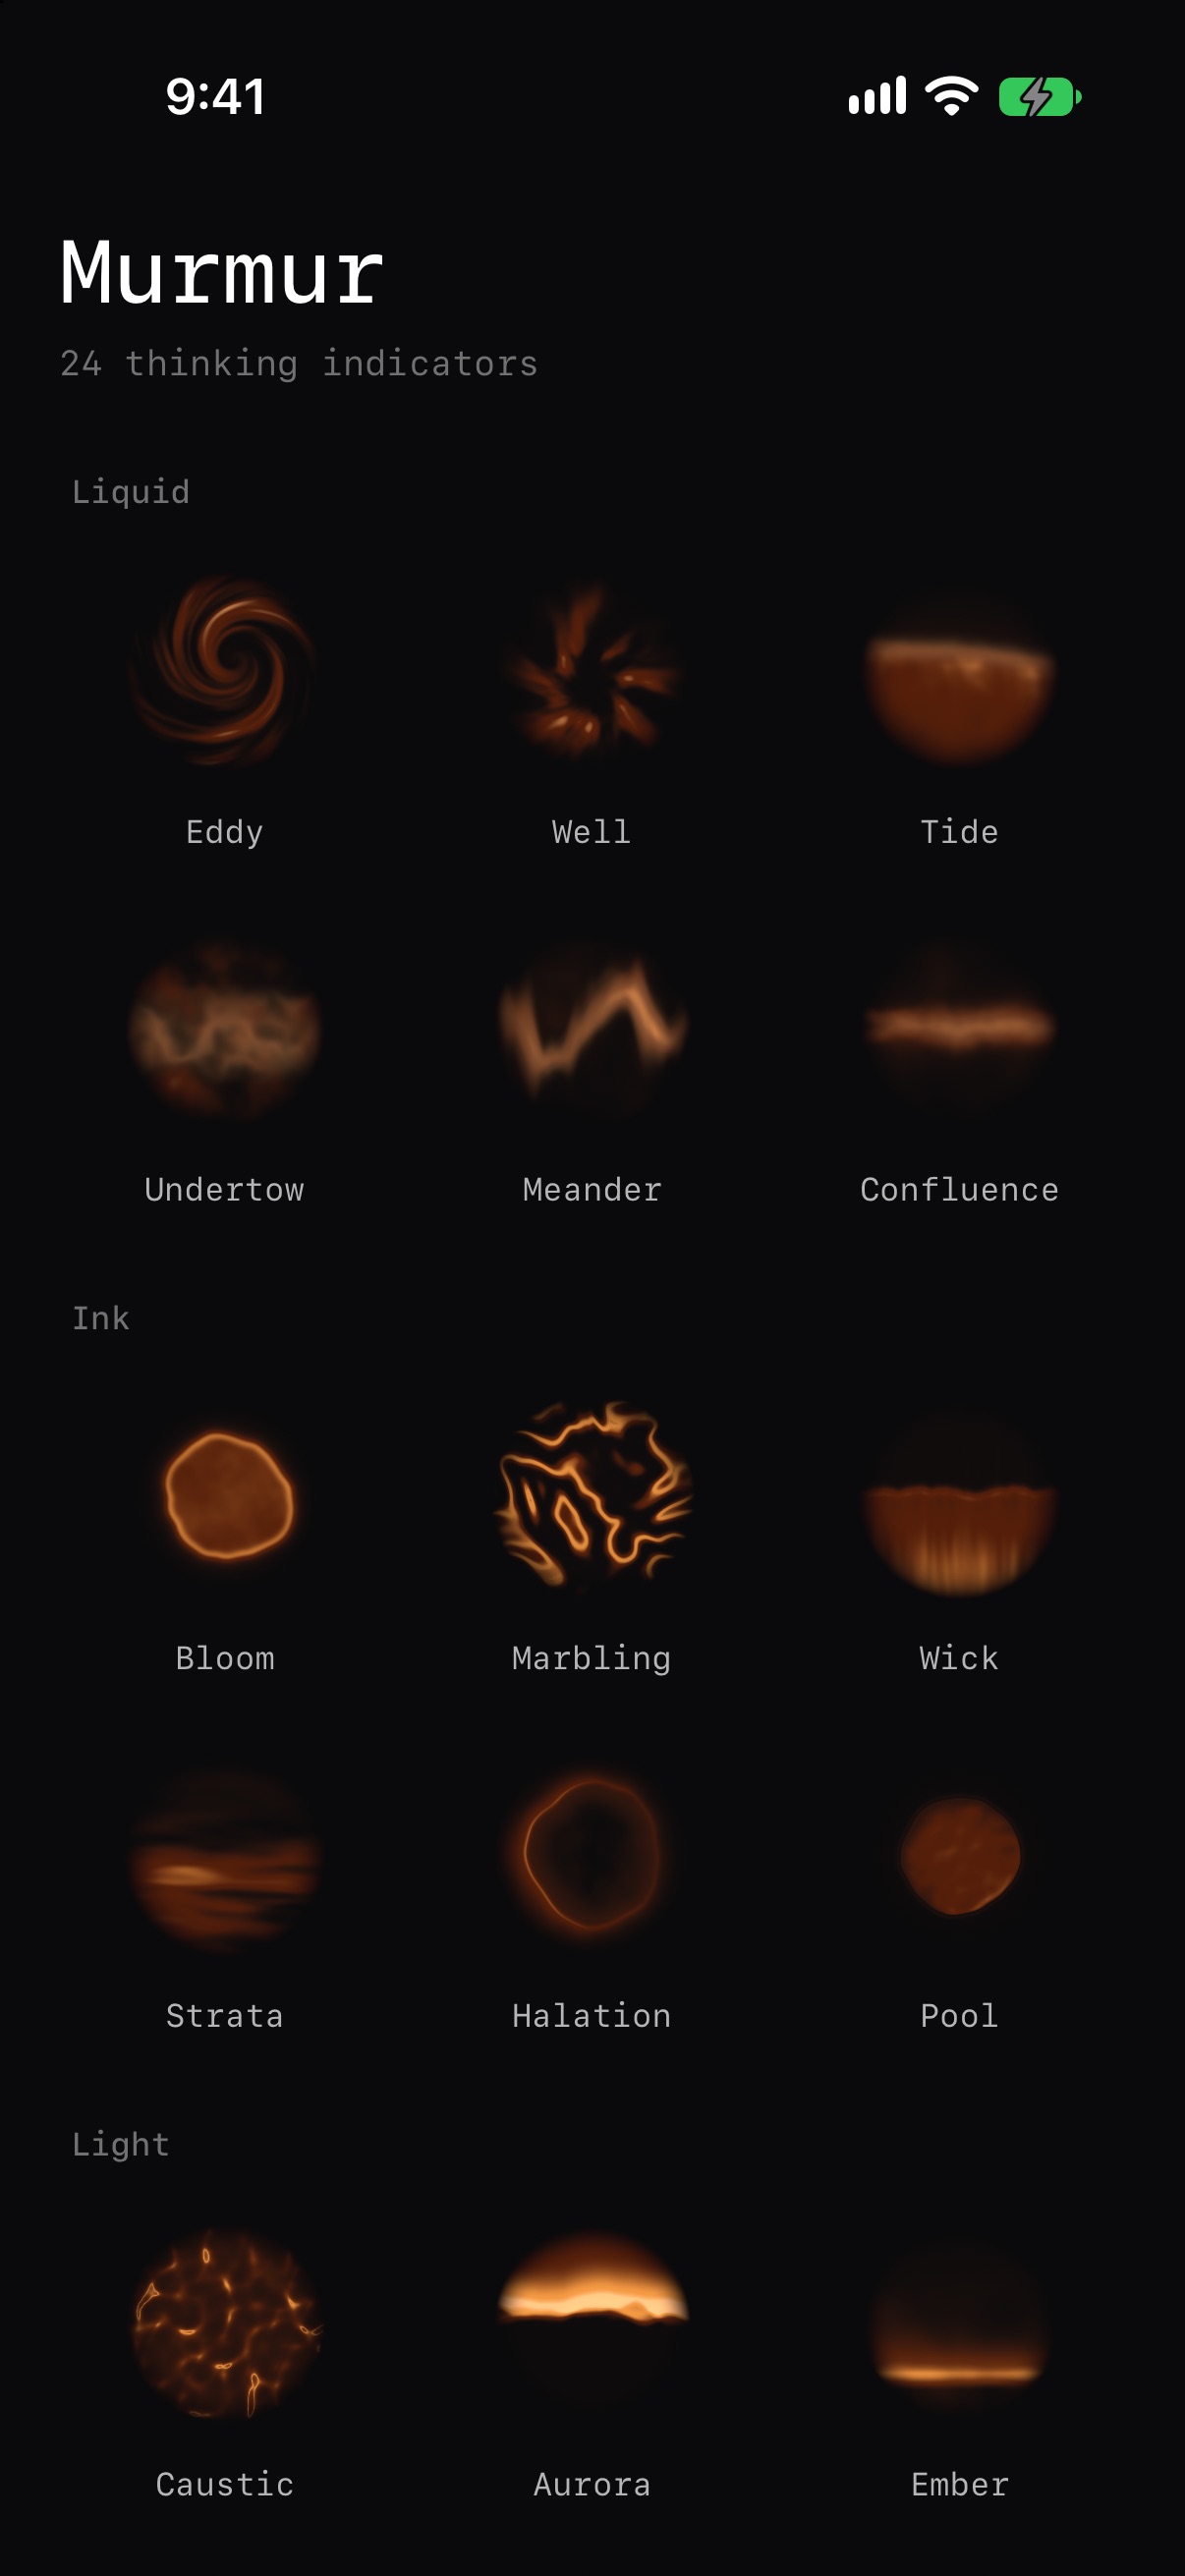 9:41
Murmur
24 thinking indicators
Liquid
Eddy Well Tide
Undertow Meander Confluence
Ink
Bloom Marbling Wick
Strata Halation Pool
Light
Caustic Aurora Ember